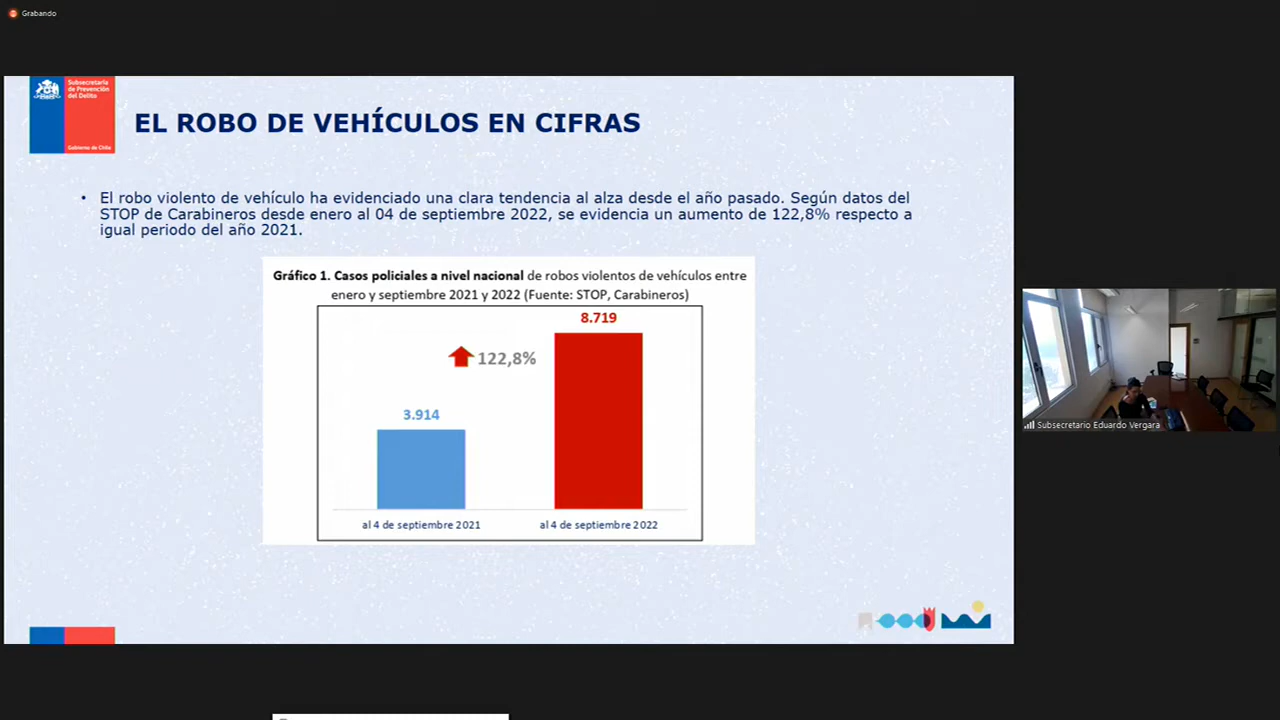 Grabando
Subsecretaría
de Prevención
del Delito
Gobierno de Chile
EL ROBO DE VEHÍCULOS EN CIFRAS
• El robo violento de vehículo ha evidenciado una clara tendencia al alza desde el año pasado. Según datos del
STOP de Carabineros desde enero al 04 de septiembre 2022, se evidencia un aumento de 122,8% respecto a
igual periodo del año 2021.
Gráfico 1. Casos policiales a nivel nacional de robos violentos de vehículos entre
enero y septiembre 2021 y 2022 (Fuente: STOP, Carabineros)
8.719
122,8%
3.914
al 4 de septiembre 2021
al 4 de septiembre 2022
Subsecretario Eduardo Vergara